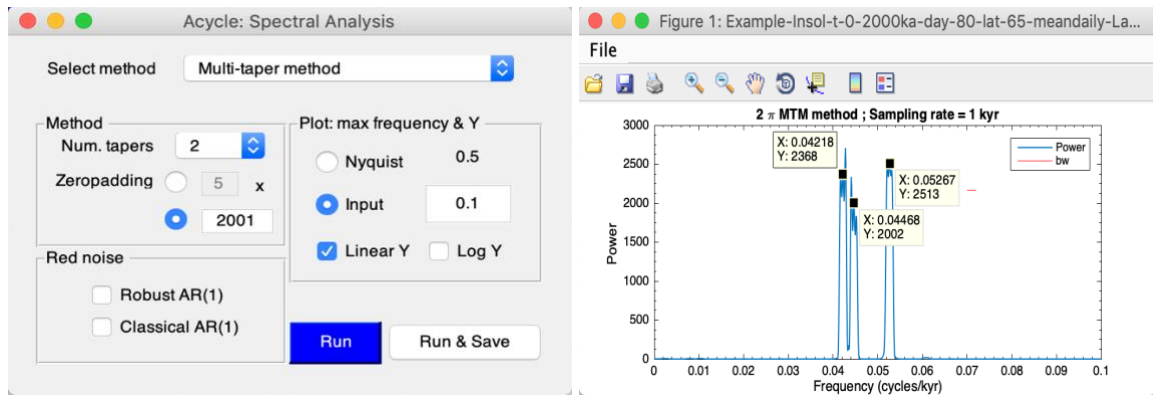 Acycle: Spectral Analysis
Select method
Multi-taper method
Method
Num. tapers
2
Zeropadding
5
x
2001
Plot: max frequency & Y
Nyquist
0.5
Input
0.1
Linear Y
Log Y
Red noise
Robust AR(1)
Classical AR(1)
Run
Run & Save
Figure 1: Example-Insol-t-0-2000ka-day-80-lat-65-meandaily-La...
File
2 π MTM method ; Sampling rate = 1 kyr
3000
2500
2000
1500
1000
500
0
Power
X: 0.04218
Y: 2368
X: 0.05267
Y: 2513
X: 0.04468
Y: 2002
Power
bw
0 0.01 0.02 0.03 0.04 0.05 0.06 0.07 0.08 0.09 0.1
Frequency (cycles/kyr)